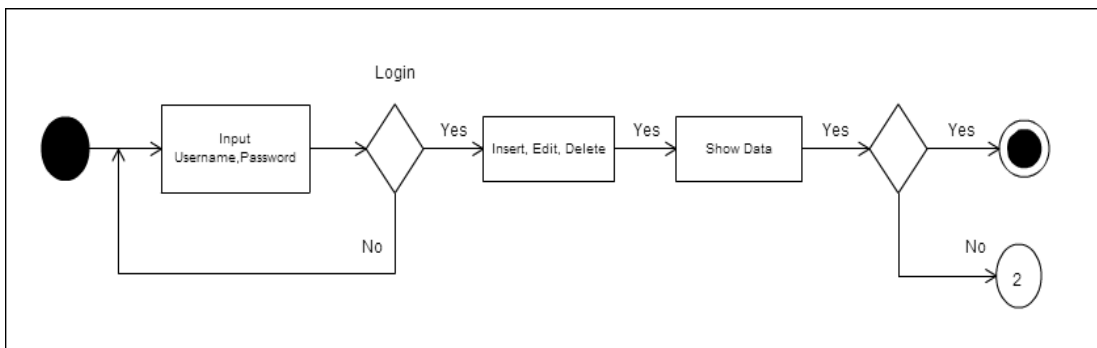 Login
Input
Username,Password
Yes
Insert, Edit, Delete
Yes
Show Data
Yes
Yes
No
No
2